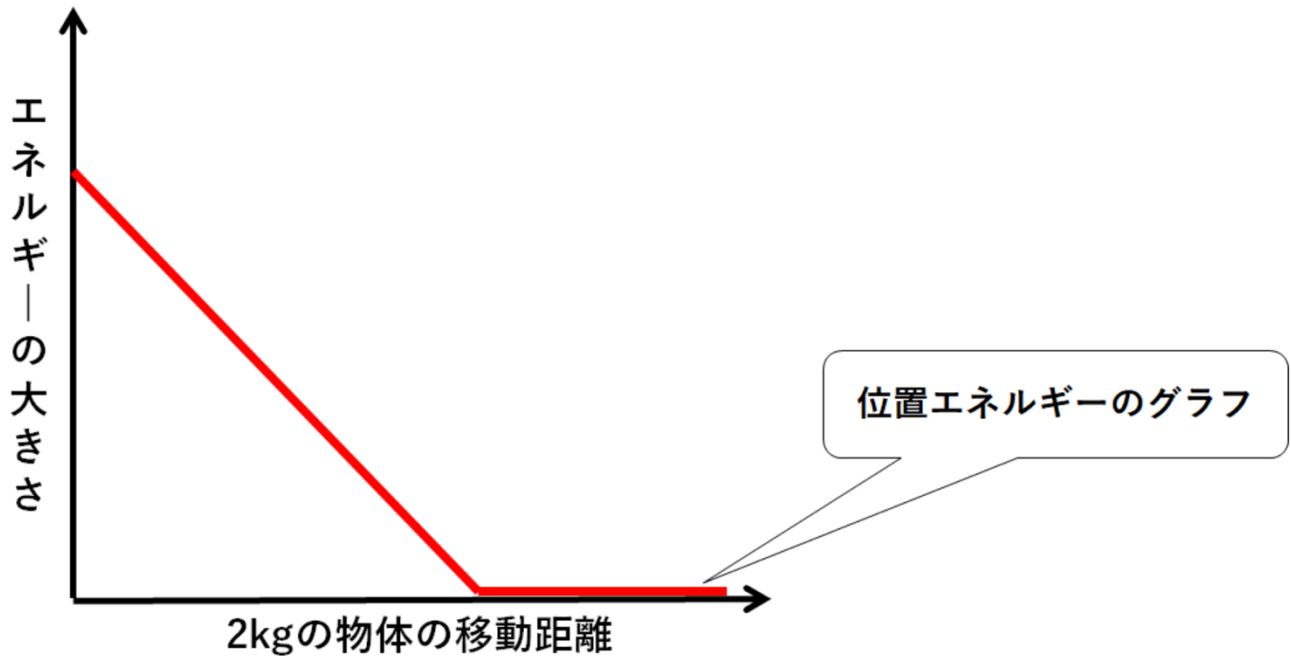 エネルギーの大きさ
位置エネルギーのグラフ
2kgの物体の移動距離